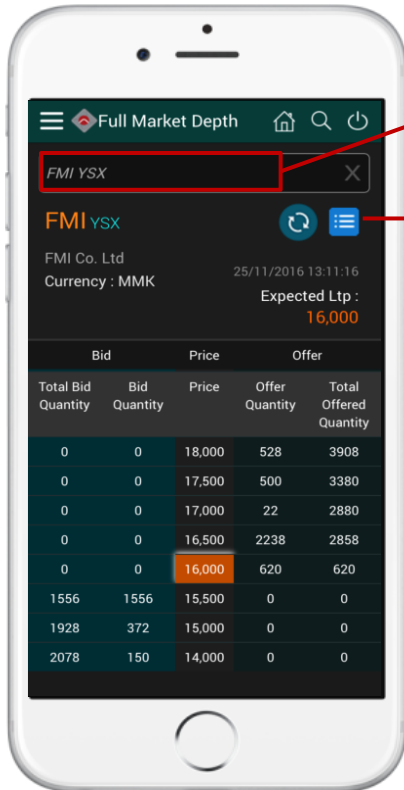 Full Market Depth
FMI YSX X
FMI YSX
FMI Co. Ltd
25/11/2016 13:11:16
Currency : MMK
Expected Ltp :
16,000
Bid Price Offer
Total Bid Quantity Bid Quantity Price Offer Quantity Total Offered Quantity
0 0 18,000 528 3908
0 0 17,500 500 3380
0 0 17,000 22 2880
0 0 16,500 2238 2858
0 0 16,000 620 620
1556 1556 15,500 0 0
1928 372 15,000 0 0
2078 150 14,000 0 0